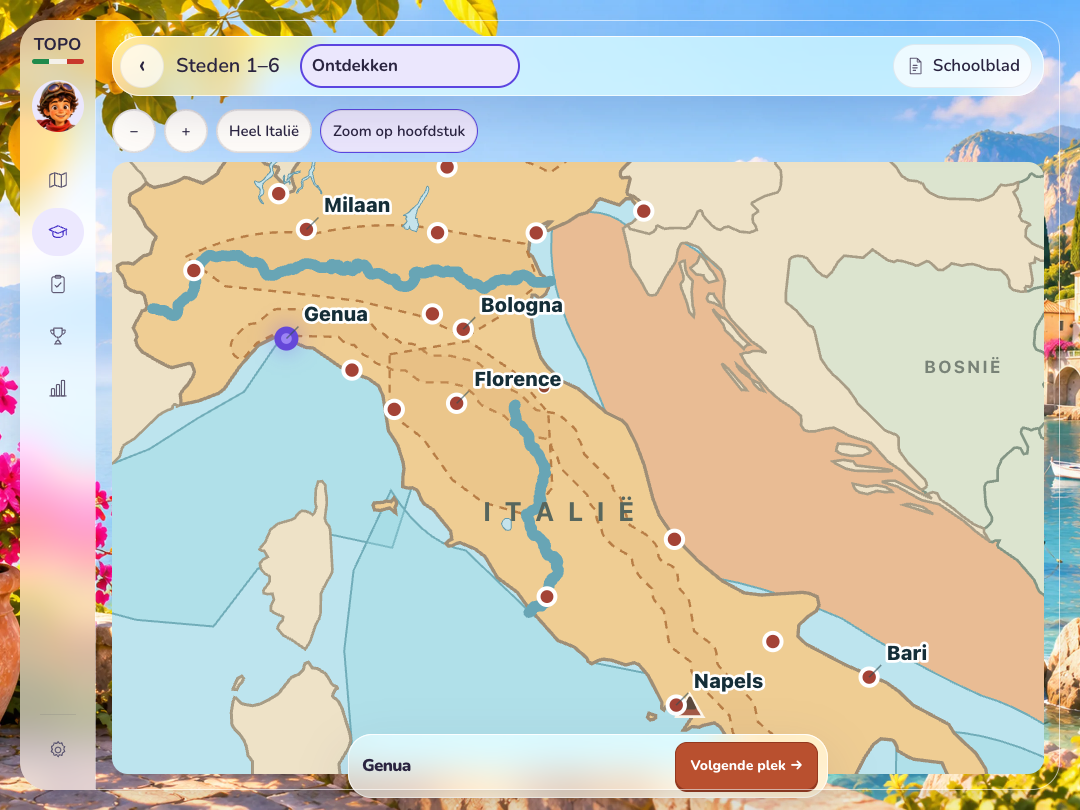 TOPO
Steden 1–6
Ontdekken
Schoolblad
−
+
Heel Italië
Zoom op hoofdstuk
Milaan
Genua
Bologna
Florence
BOSNIË
ITALIË
Bari
Napels
Genua
Volgende plek →